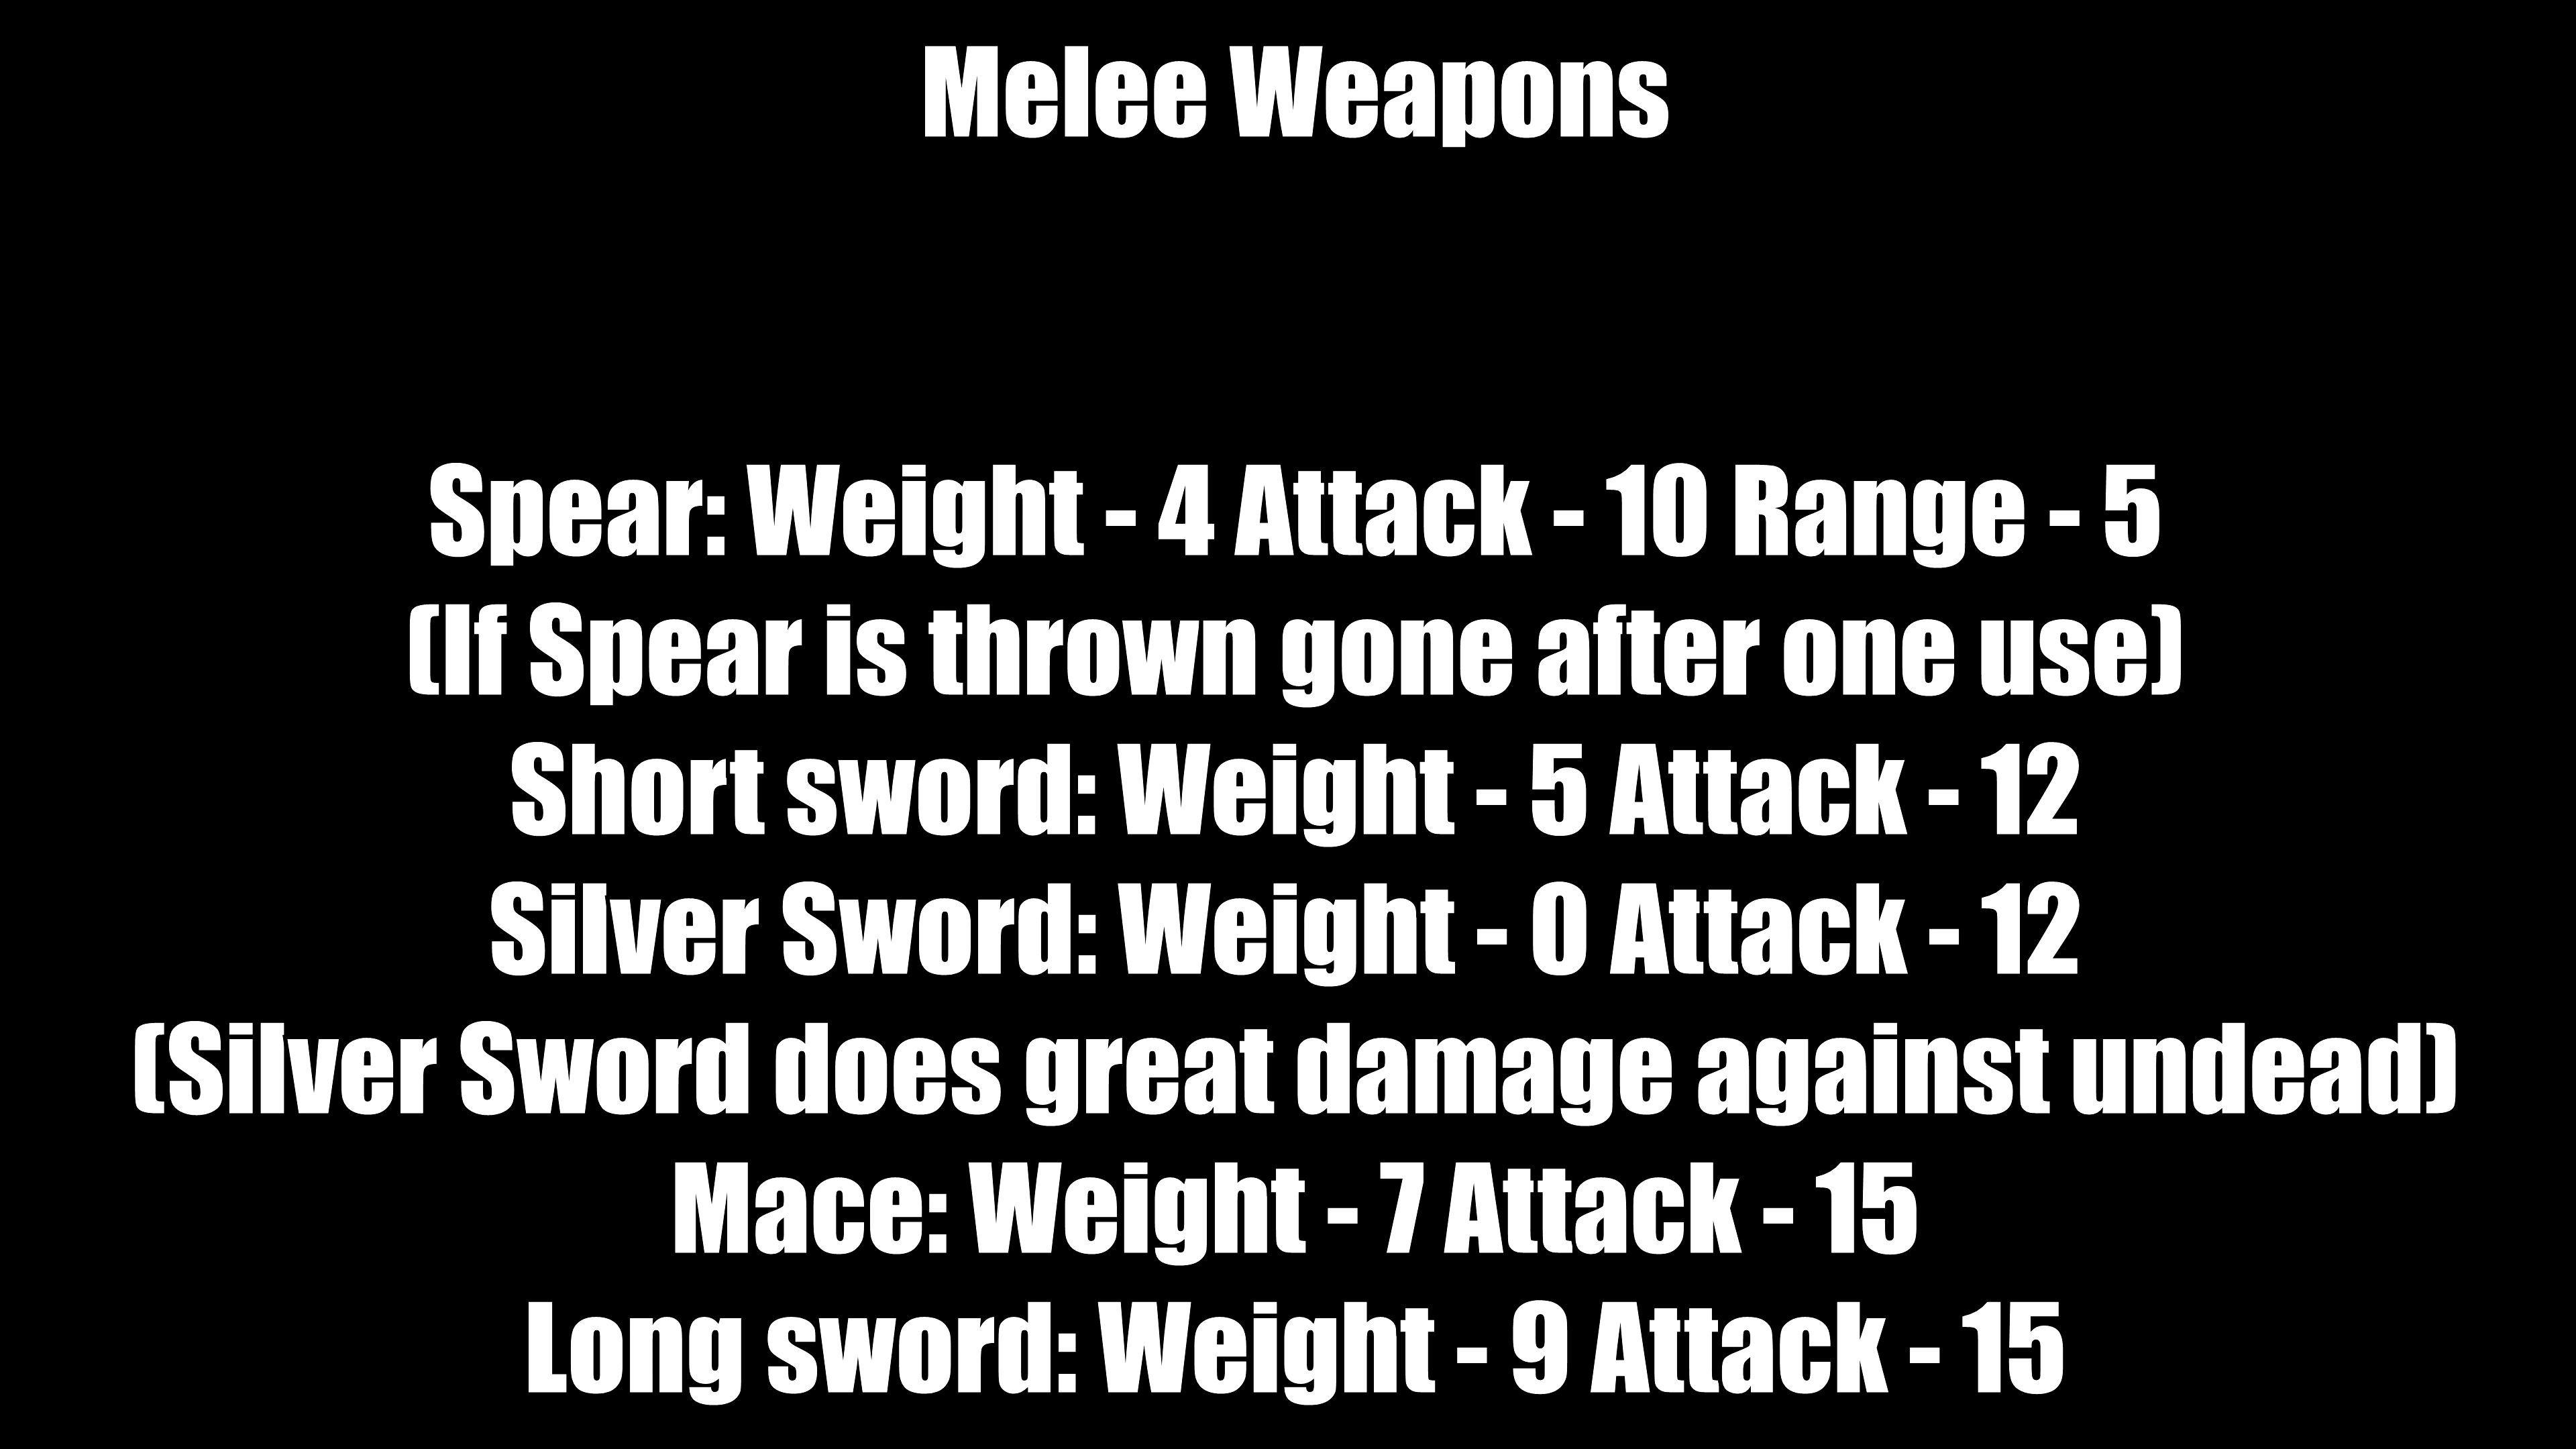 Melee Weapons
Spear: Weight - 4 Attack - 10 Range - 5
(If Spear is thrown gone after one use)
Short sword: Weight - 5 Attack - 12
Silver Sword: Weight - 0 Attack - 12
(Silver Sword does great damage against undead)
Mace: Weight - 7 Attack - 15
Long sword: Weight - 9 Attack - 15